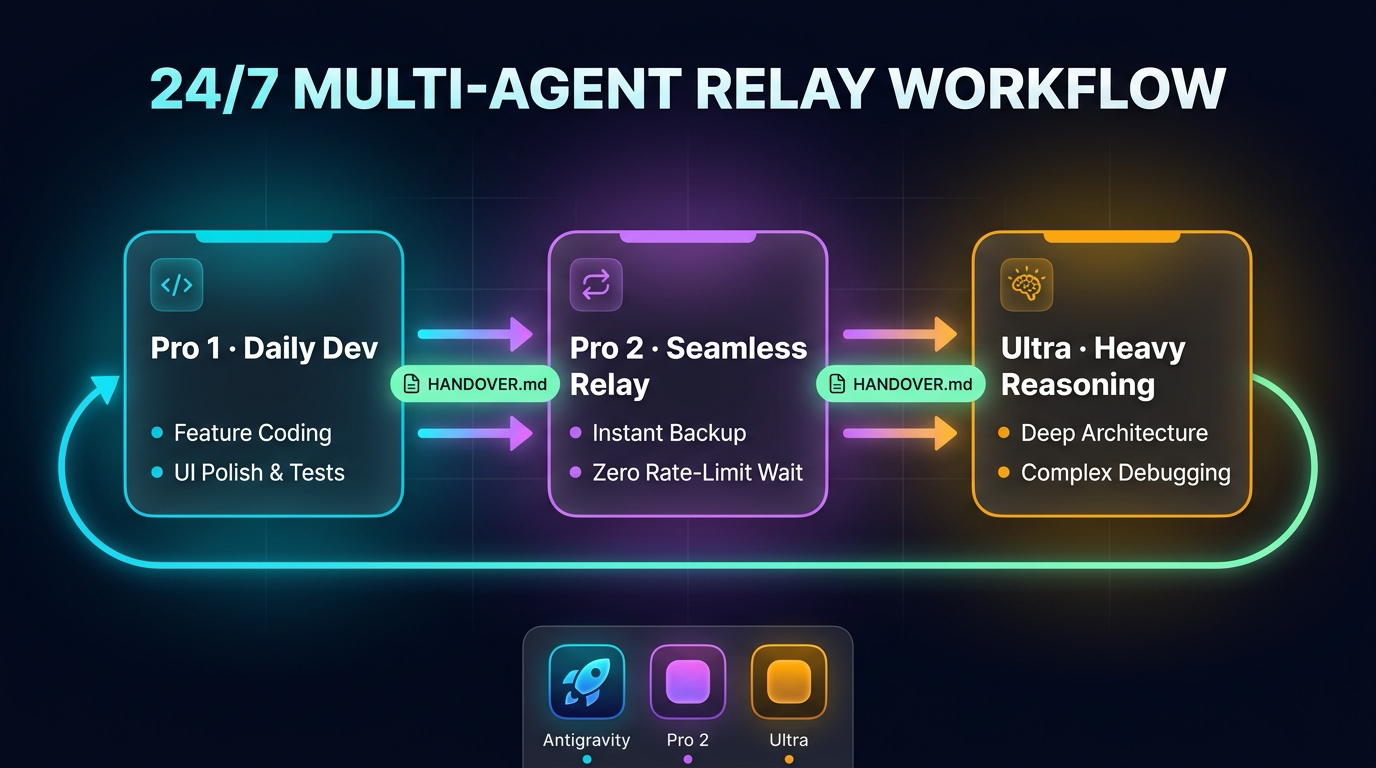 24/7 MULTI-AGENT RELAY WORKFLOW
Pro 1 · Daily Dev
Feature Coding
UI Polish & Tests
HANDOVER.md
Pro 2 · Seamless
Relay
Instant Backup
Zero Rate-Limit Wait
HANDOVER.md
Ultra · Heavy
Reasoning
Deep Architecture
Complex Debugging
Antigravity
Pro 2
Ultra